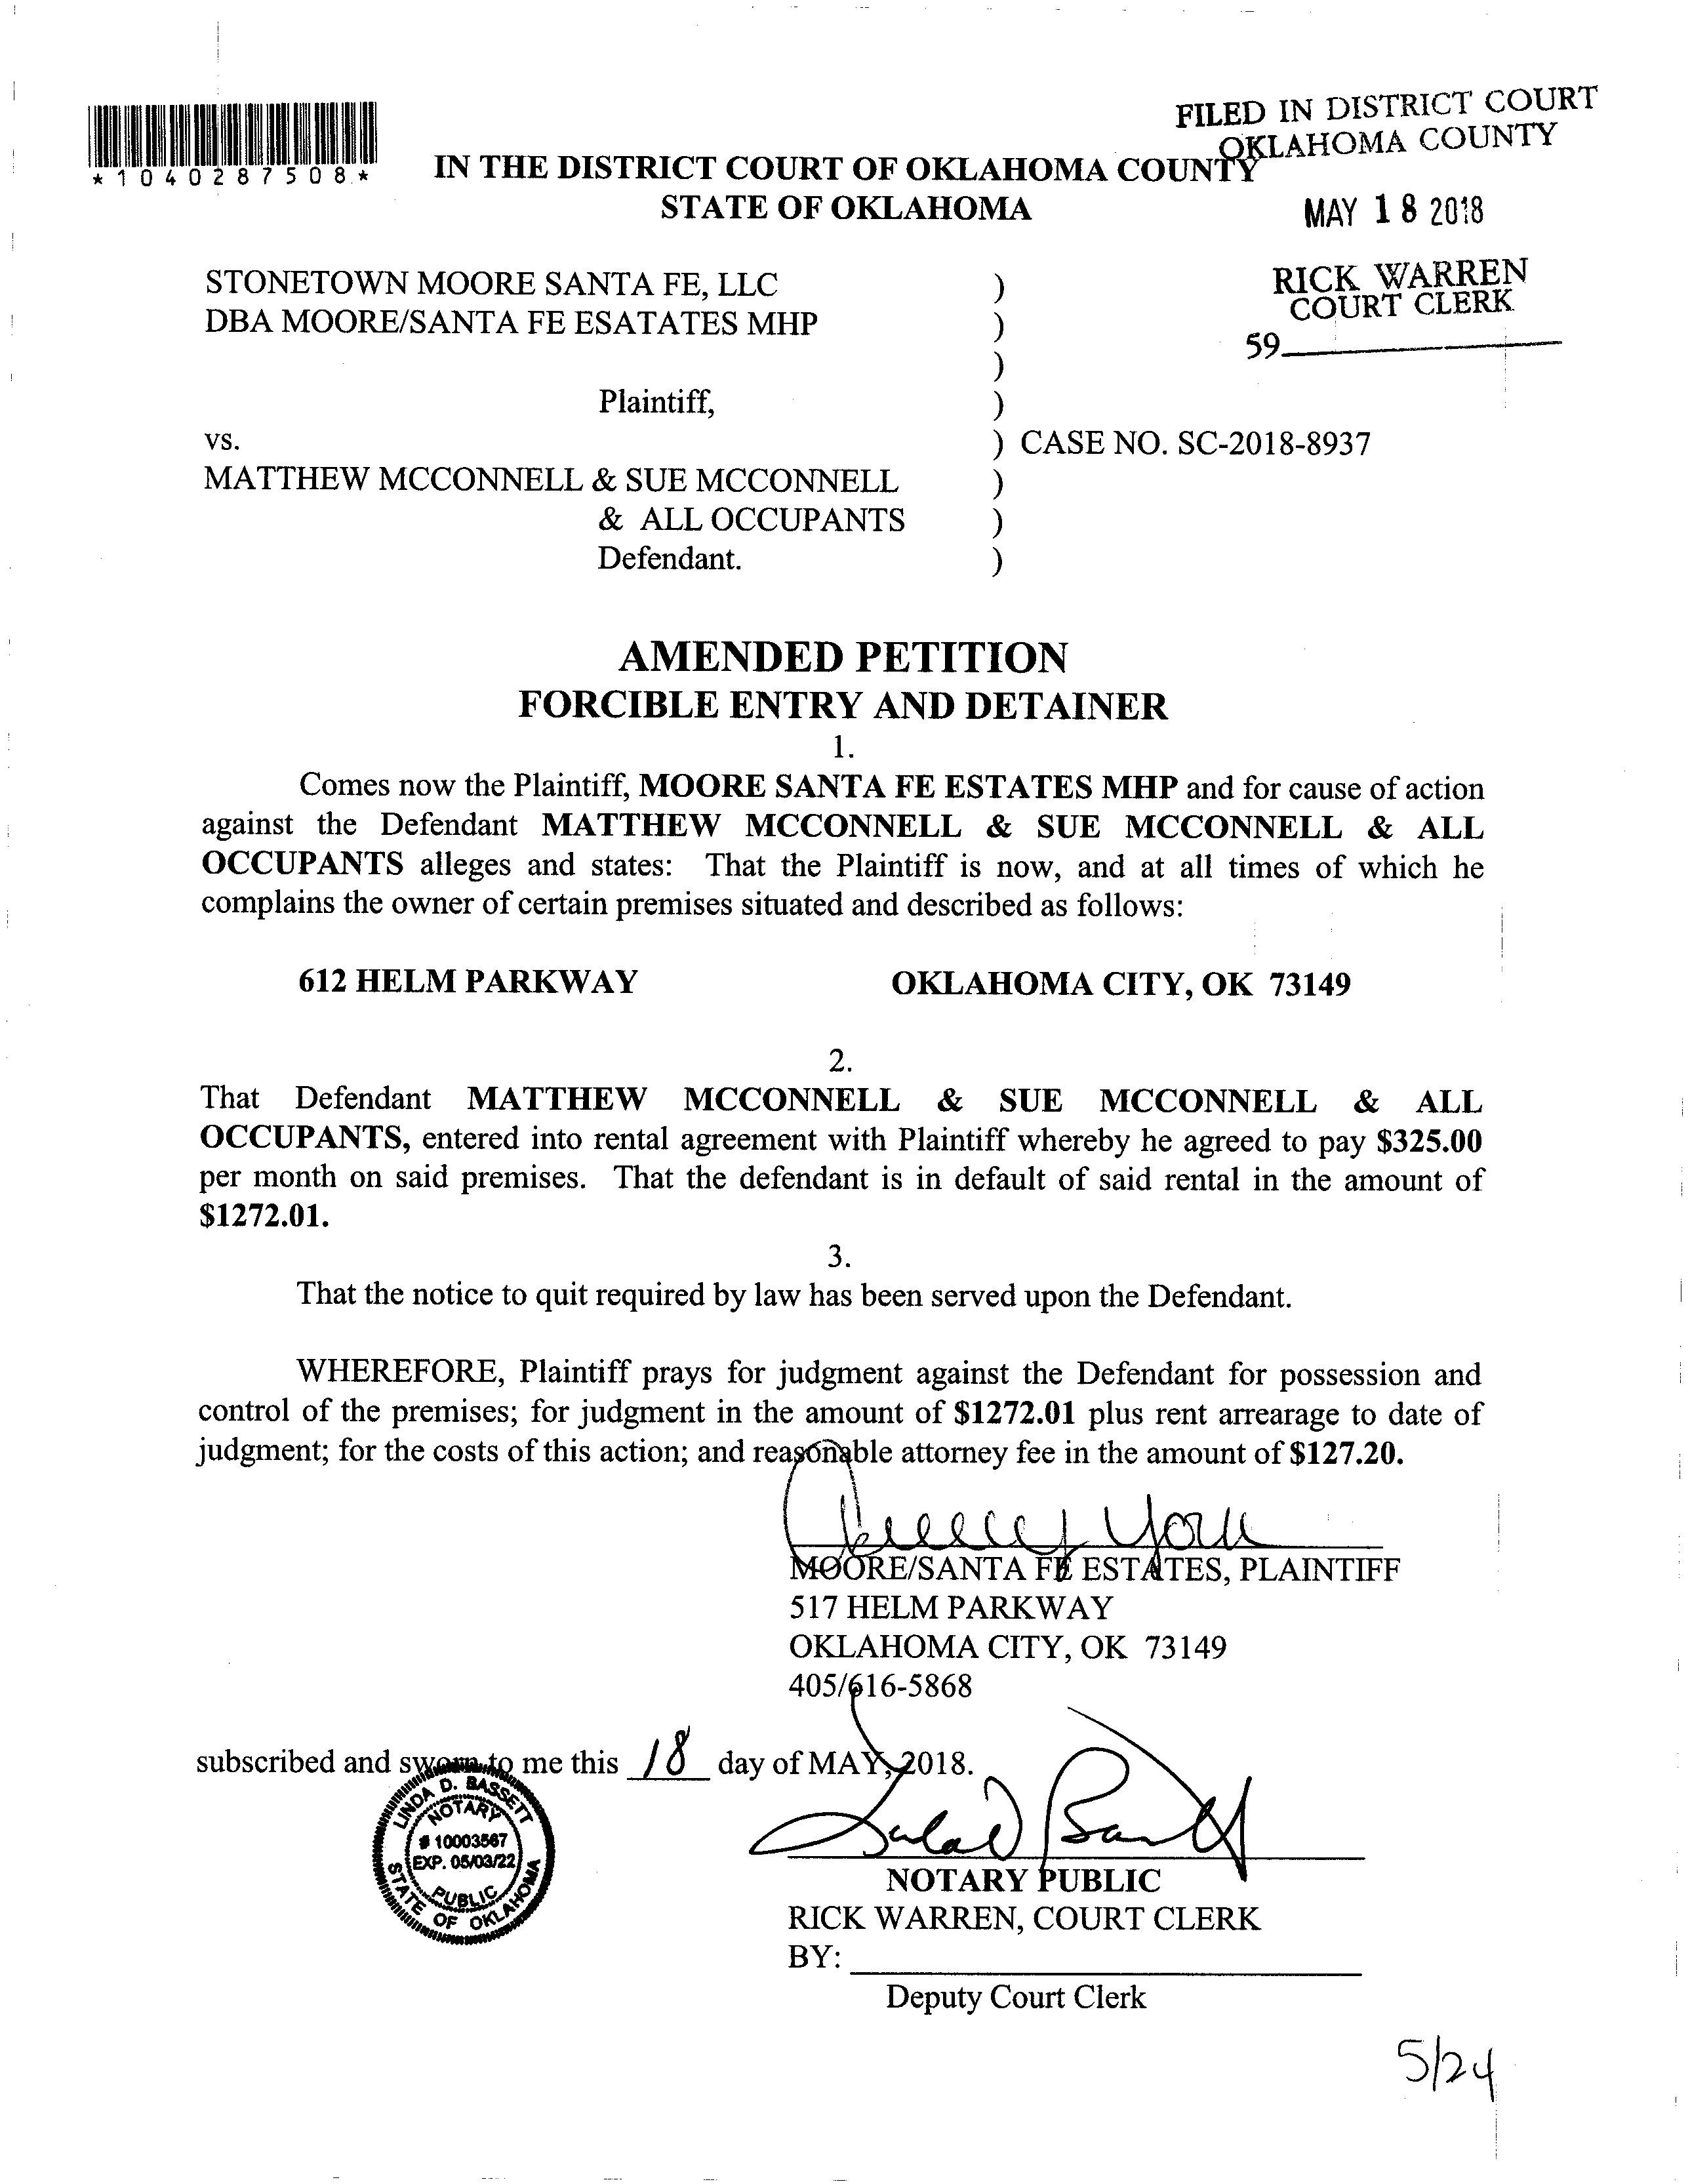 FILED IN DISTRICT COURT
OKLAHOMA COUNTY
*1040287508*
IN THE DISTRICT COURT OF OKLAHOMA COUNTY
STATE OF OKLAHOMA
MAY 18 2018
RICK WARREN
COURT CLERK
59
STONETOWN MOORE SANTA FE, LLC )
DBA MOORE/SANTA FE ESATATES MHP )
)
Plaintiff, )
vs. ) CASE NO. SC-2018-8937
MATTHEW MCCONNELL & SUE MCCONNELL )
& ALL OCCUPANTS )
Defendant. )
AMENDED PETITION
FORCIBLE ENTRY AND DETAINER
1.
Comes now the Plaintiff, MOORE SANTA FE ESTATES MHP and for cause of action
against the Defendant MATTHEW MCCONNELL & SUE MCCONNELL & ALL
OCCUPANTS alleges and states: That the Plaintiff is now, and at all times of which he
complains the owner of certain premises situated and described as follows:
612 HELM PARKWAY OKLAHOMA CITY, OK 73149
2.
That Defendant MATTHEW MCCONNELL & SUE MCCONNELL & ALL
OCCUPANTS, entered into rental agreement with Plaintiff whereby he agreed to pay $325.00
per month on said premises. That the defendant is in default of said rental in the amount of
$1272.01.
3.
That the notice to quit required by law has been served upon the Defendant.
WHEREFORE, Plaintiff prays for judgment against the Defendant for possession and
control of the premises; for judgment in the amount of $1272.01 plus rent arrearage to date of
judgment; for the costs of this action; and reasonable attorney fee in the amount of $127.20.
MOORE/SANTA FE ESTATES, PLAINTIFF
517 HELM PARKWAY
OKLAHOMA CITY, OK 73149
405/616-5868
subscribed and sworn to me this 18 day of MAY, 2018.
LINDA D. BASSETT
NOTARY
# 10003567
EXP. 05/03/22
PUBLIC
STATE OF OKLAHOMA
NOTARY PUBLIC
RICK WARREN, COURT CLERK
BY:
Deputy Court Clerk
5/24